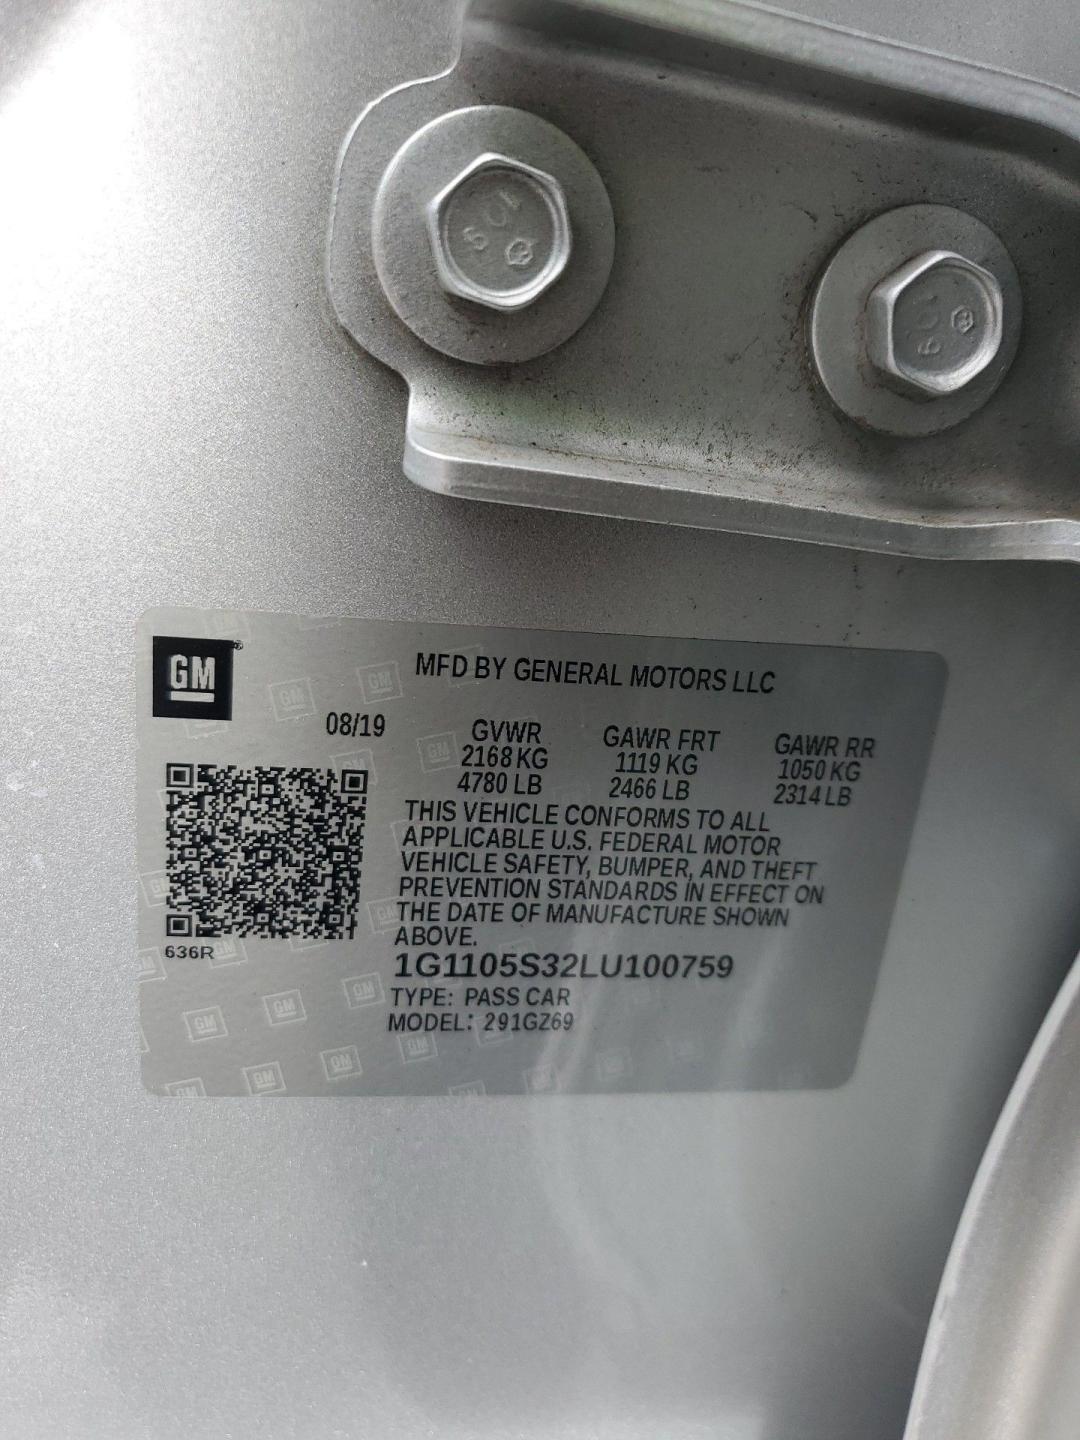 109
109
GM
MFD BY GENERAL MOTORS LLC
08/19
GVWR
2168 KG
4780 LB
GAWR FRT
1119 KG
2466 LB
GAWR RR
1050 KG
2314 LB
THIS VEHICLE CONFORMS TO ALL
APPLICABLE U.S. FEDERAL MOTOR
VEHICLE SAFETY, BUMPER, AND THEFT
PREVENTION STANDARDS IN EFFECT ON
THE DATE OF MANUFACTURE SHOWN
ABOVE.
636R
1G1105S32LU100759
TYPE: PASS CAR
MODEL: 291GZ69